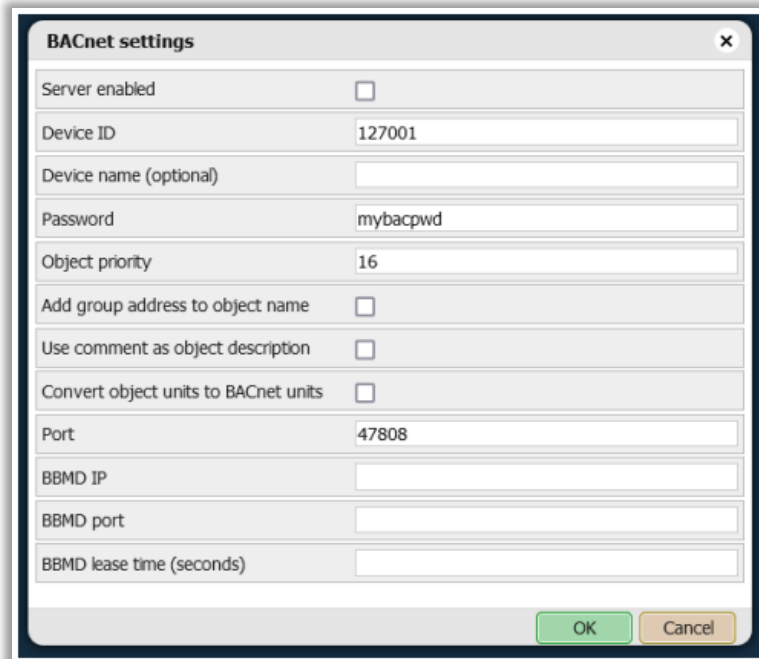 BACnet settings
Server enabled
Device ID 127001
Device name (optional)
Password mybacpwd
Object priority 16
Add group address to object name
Use comment as object description
Convert object units to BACnet units
Port 47808
BBMD IP
BBMD port
BBMD lease time (seconds)
OK Cancel